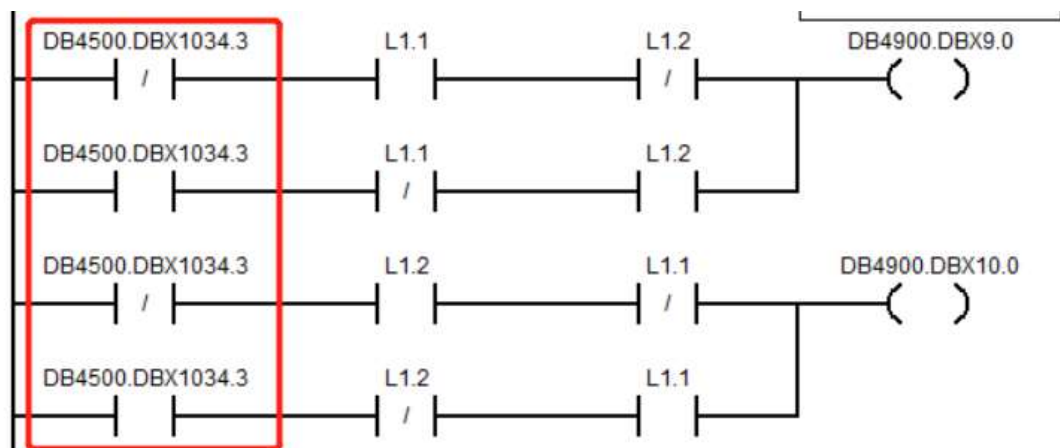 DB4500.DBX1034.3 L1.1 L1.2 DB4900.DBX9.0
/ /
DB4500.DBX1034.3 L1.1 L1.2
/
DB4500.DBX1034.3 L1.2 L1.1 DB4900.DBX10.0
/ /
DB4500.DBX1034.3 L1.2 L1.1
/